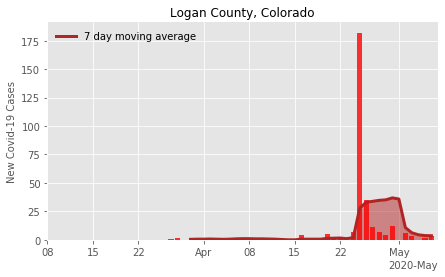 Logan County, Colorado
7 day moving average
New Covid-19 Cases
175
150
125
100
75
50
25
0
08 15 22 Apr 08 15 22 May
2020-May